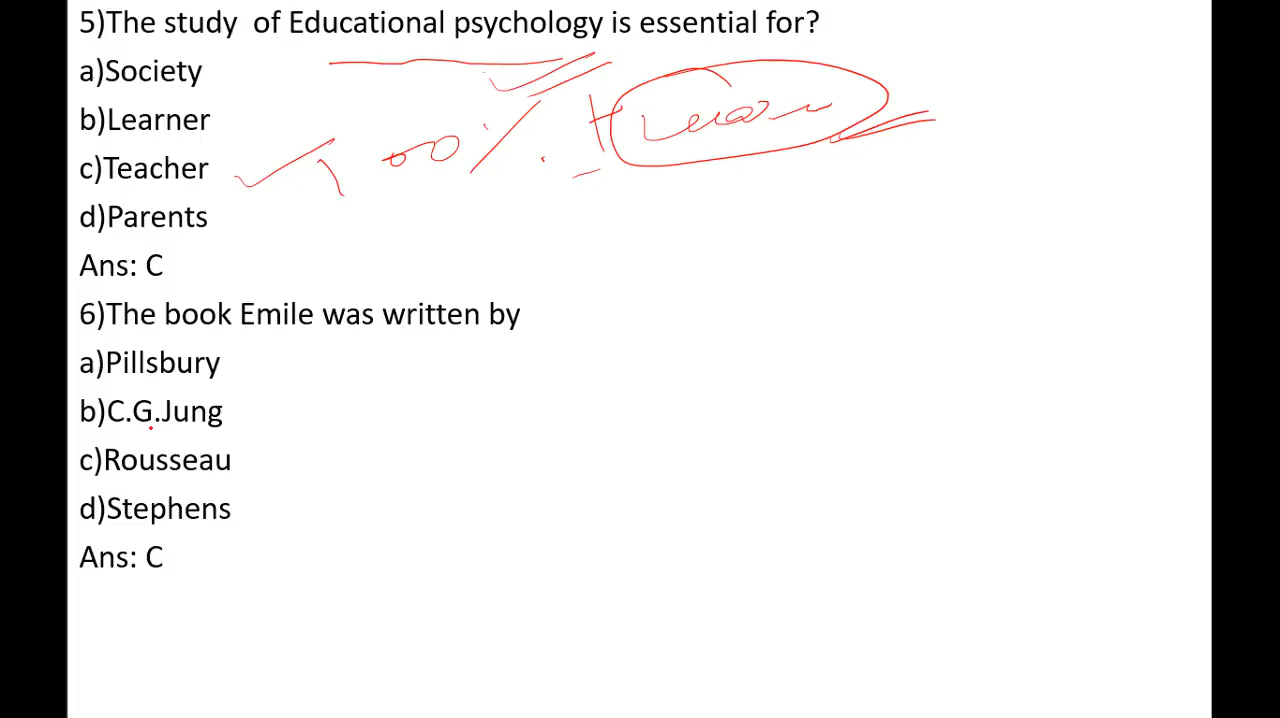 5)The study of Educational psychology is essential for?
a)Society
b)Learner
c)Teacher
d)Parents
Ans: C
6)The book Emile was written by
a)Pillsbury
b)C.G.Jung
c)Rousseau
d)Stephens
Ans: C